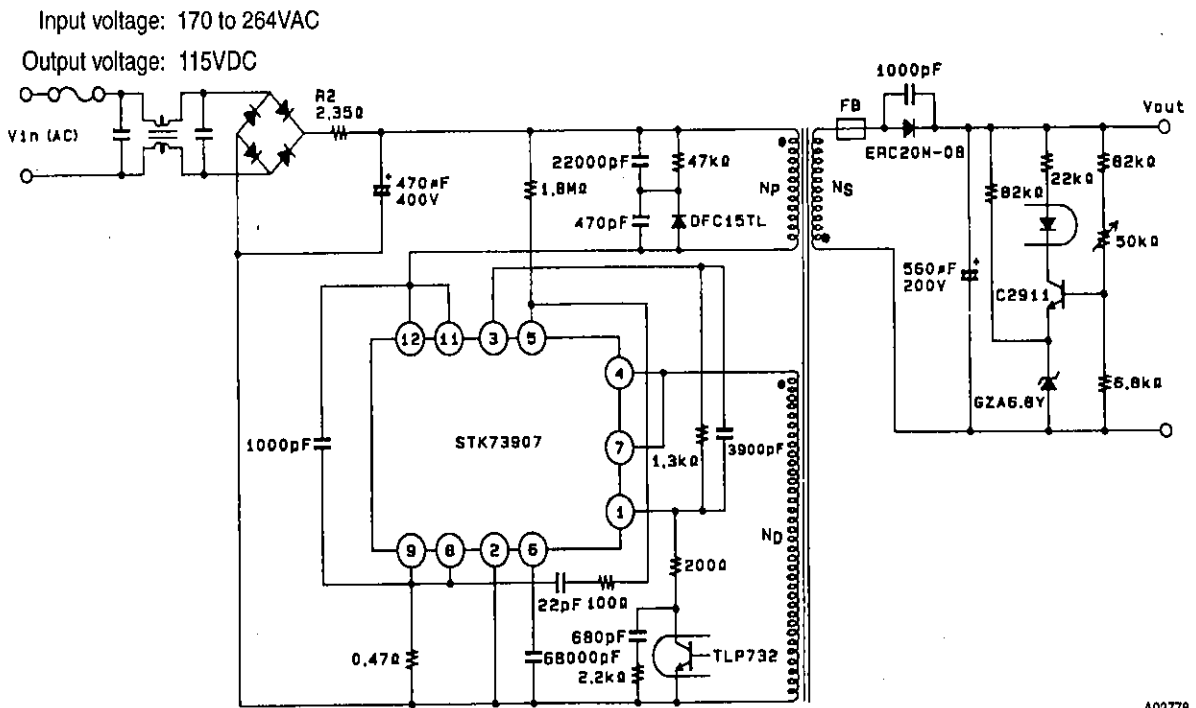 Input voltage: 170 to 264VAC
Output voltage: 115VDC
Vin (AC)
R2
2,35Ω
470µF
400V
1,8MΩ
22000pF
47kΩ
470pF
DFC15TL
NP
NS
FB
1000pF
ERC20M-08
Vout
82kΩ
22kΩ
82kΩ
50kΩ
560µF
200V
C2911
GZA6.8Y
6,8kΩ
12
11
3
5
4
7
1
STK73907
1000pF
1,3kΩ
3900pF
9
8
2
6
22pF
100Ω
200Ω
ND
0,47Ω
68000pF
680pF
2,2kΩ
TLP732
A02778